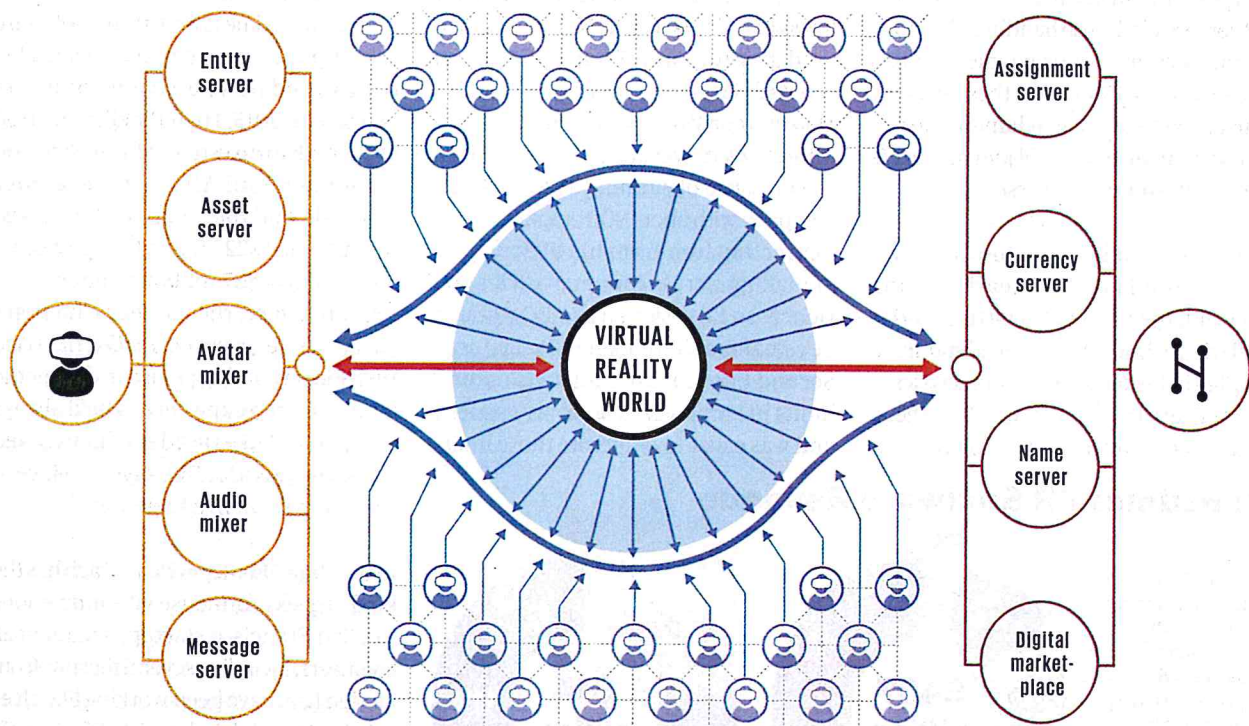 Entity
server
Asset
server
Avatar
mixer
Audio
mixer
Message
server
VIRTUAL
REALITY
WORLD
Assignment
server
Currency
server
Name
server
Digital
market-
place